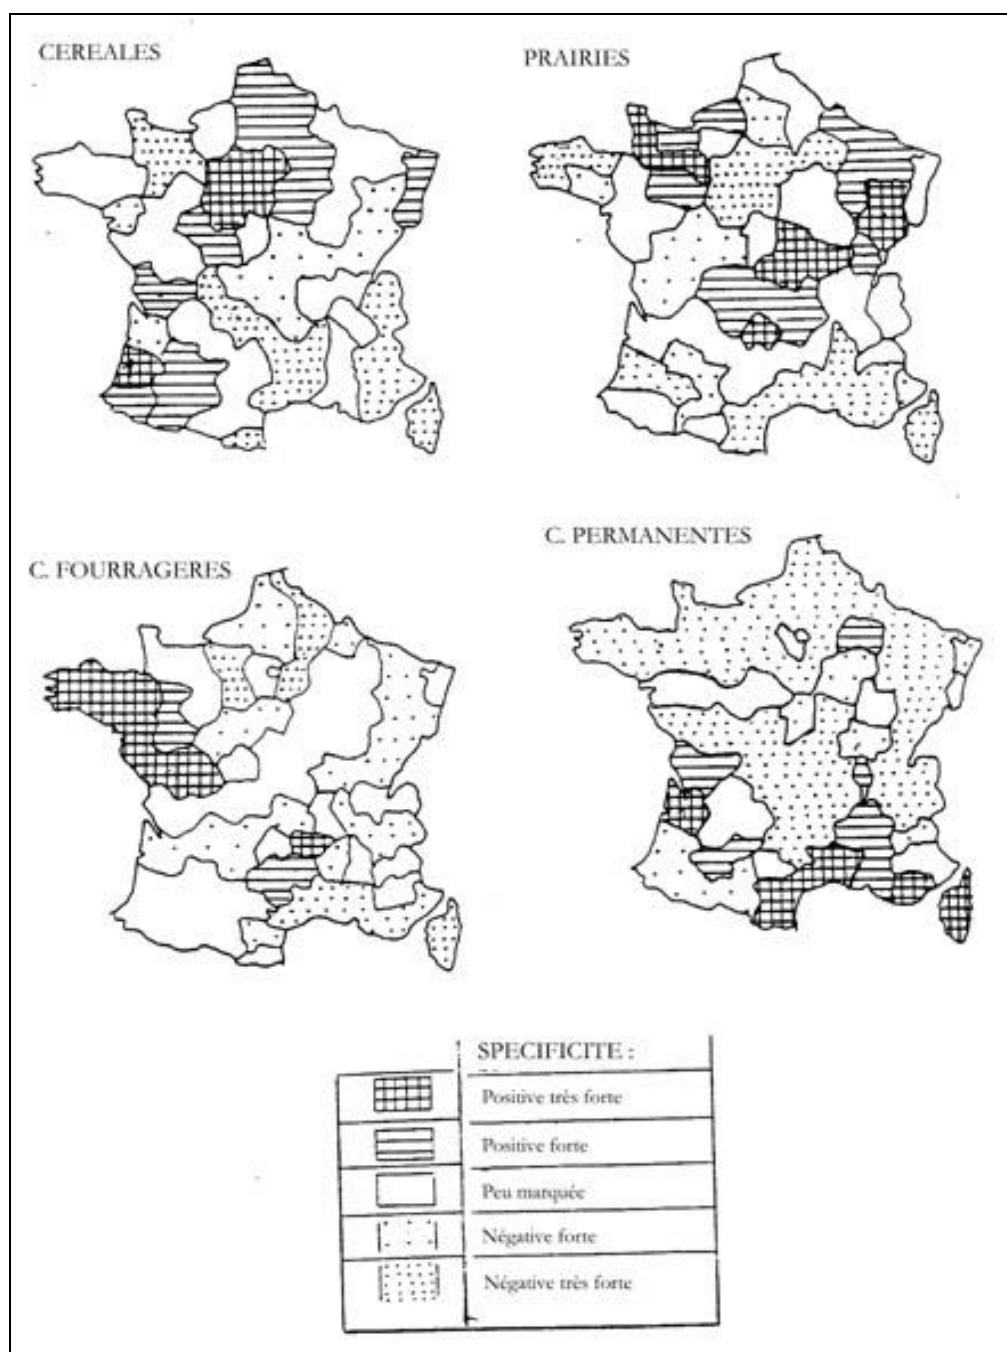 CEREALES
PRAIRIES
C. FOURRAGERES
C. PERMANENTES
SPECIFICITE :
Positive très forte
Positive forte
Peu marquée
Négative forte
Négative très forte